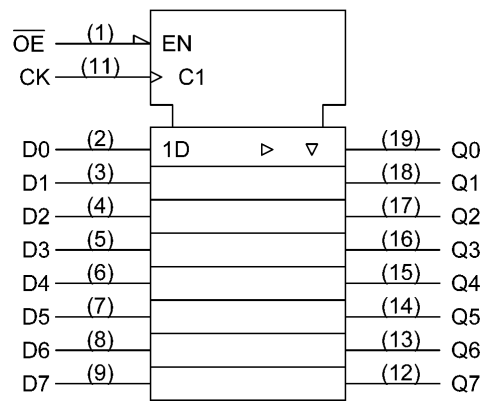 O̅E̅ (1) EN
CK (11) C1
D0 (2) 1D (19) Q0
D1 (3) (18) Q1
D2 (4) (17) Q2
D3 (5) (16) Q3
D4 (6) (15) Q4
D5 (7) (14) Q5
D6 (8) (13) Q6
D7 (9) (12) Q7